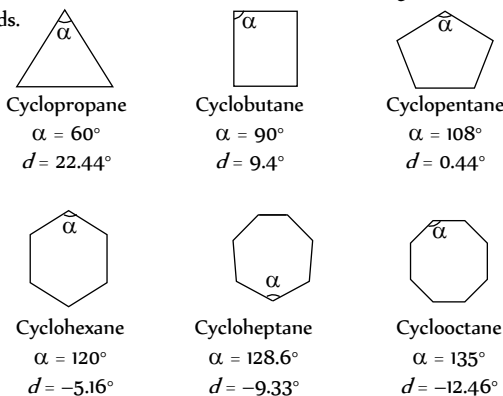 ds.
α α α
Cyclopropane Cyclobutane Cyclopentane
α = 60° α = 90° α = 108°
d = 22.44° d = 9.4° d = 0.44°
α α α
Cyclohexane Cycloheptane Cyclooctane
α = 120° α = 128.6° α = 135°
d = −5.16° d = −9.33° d = −12.46°